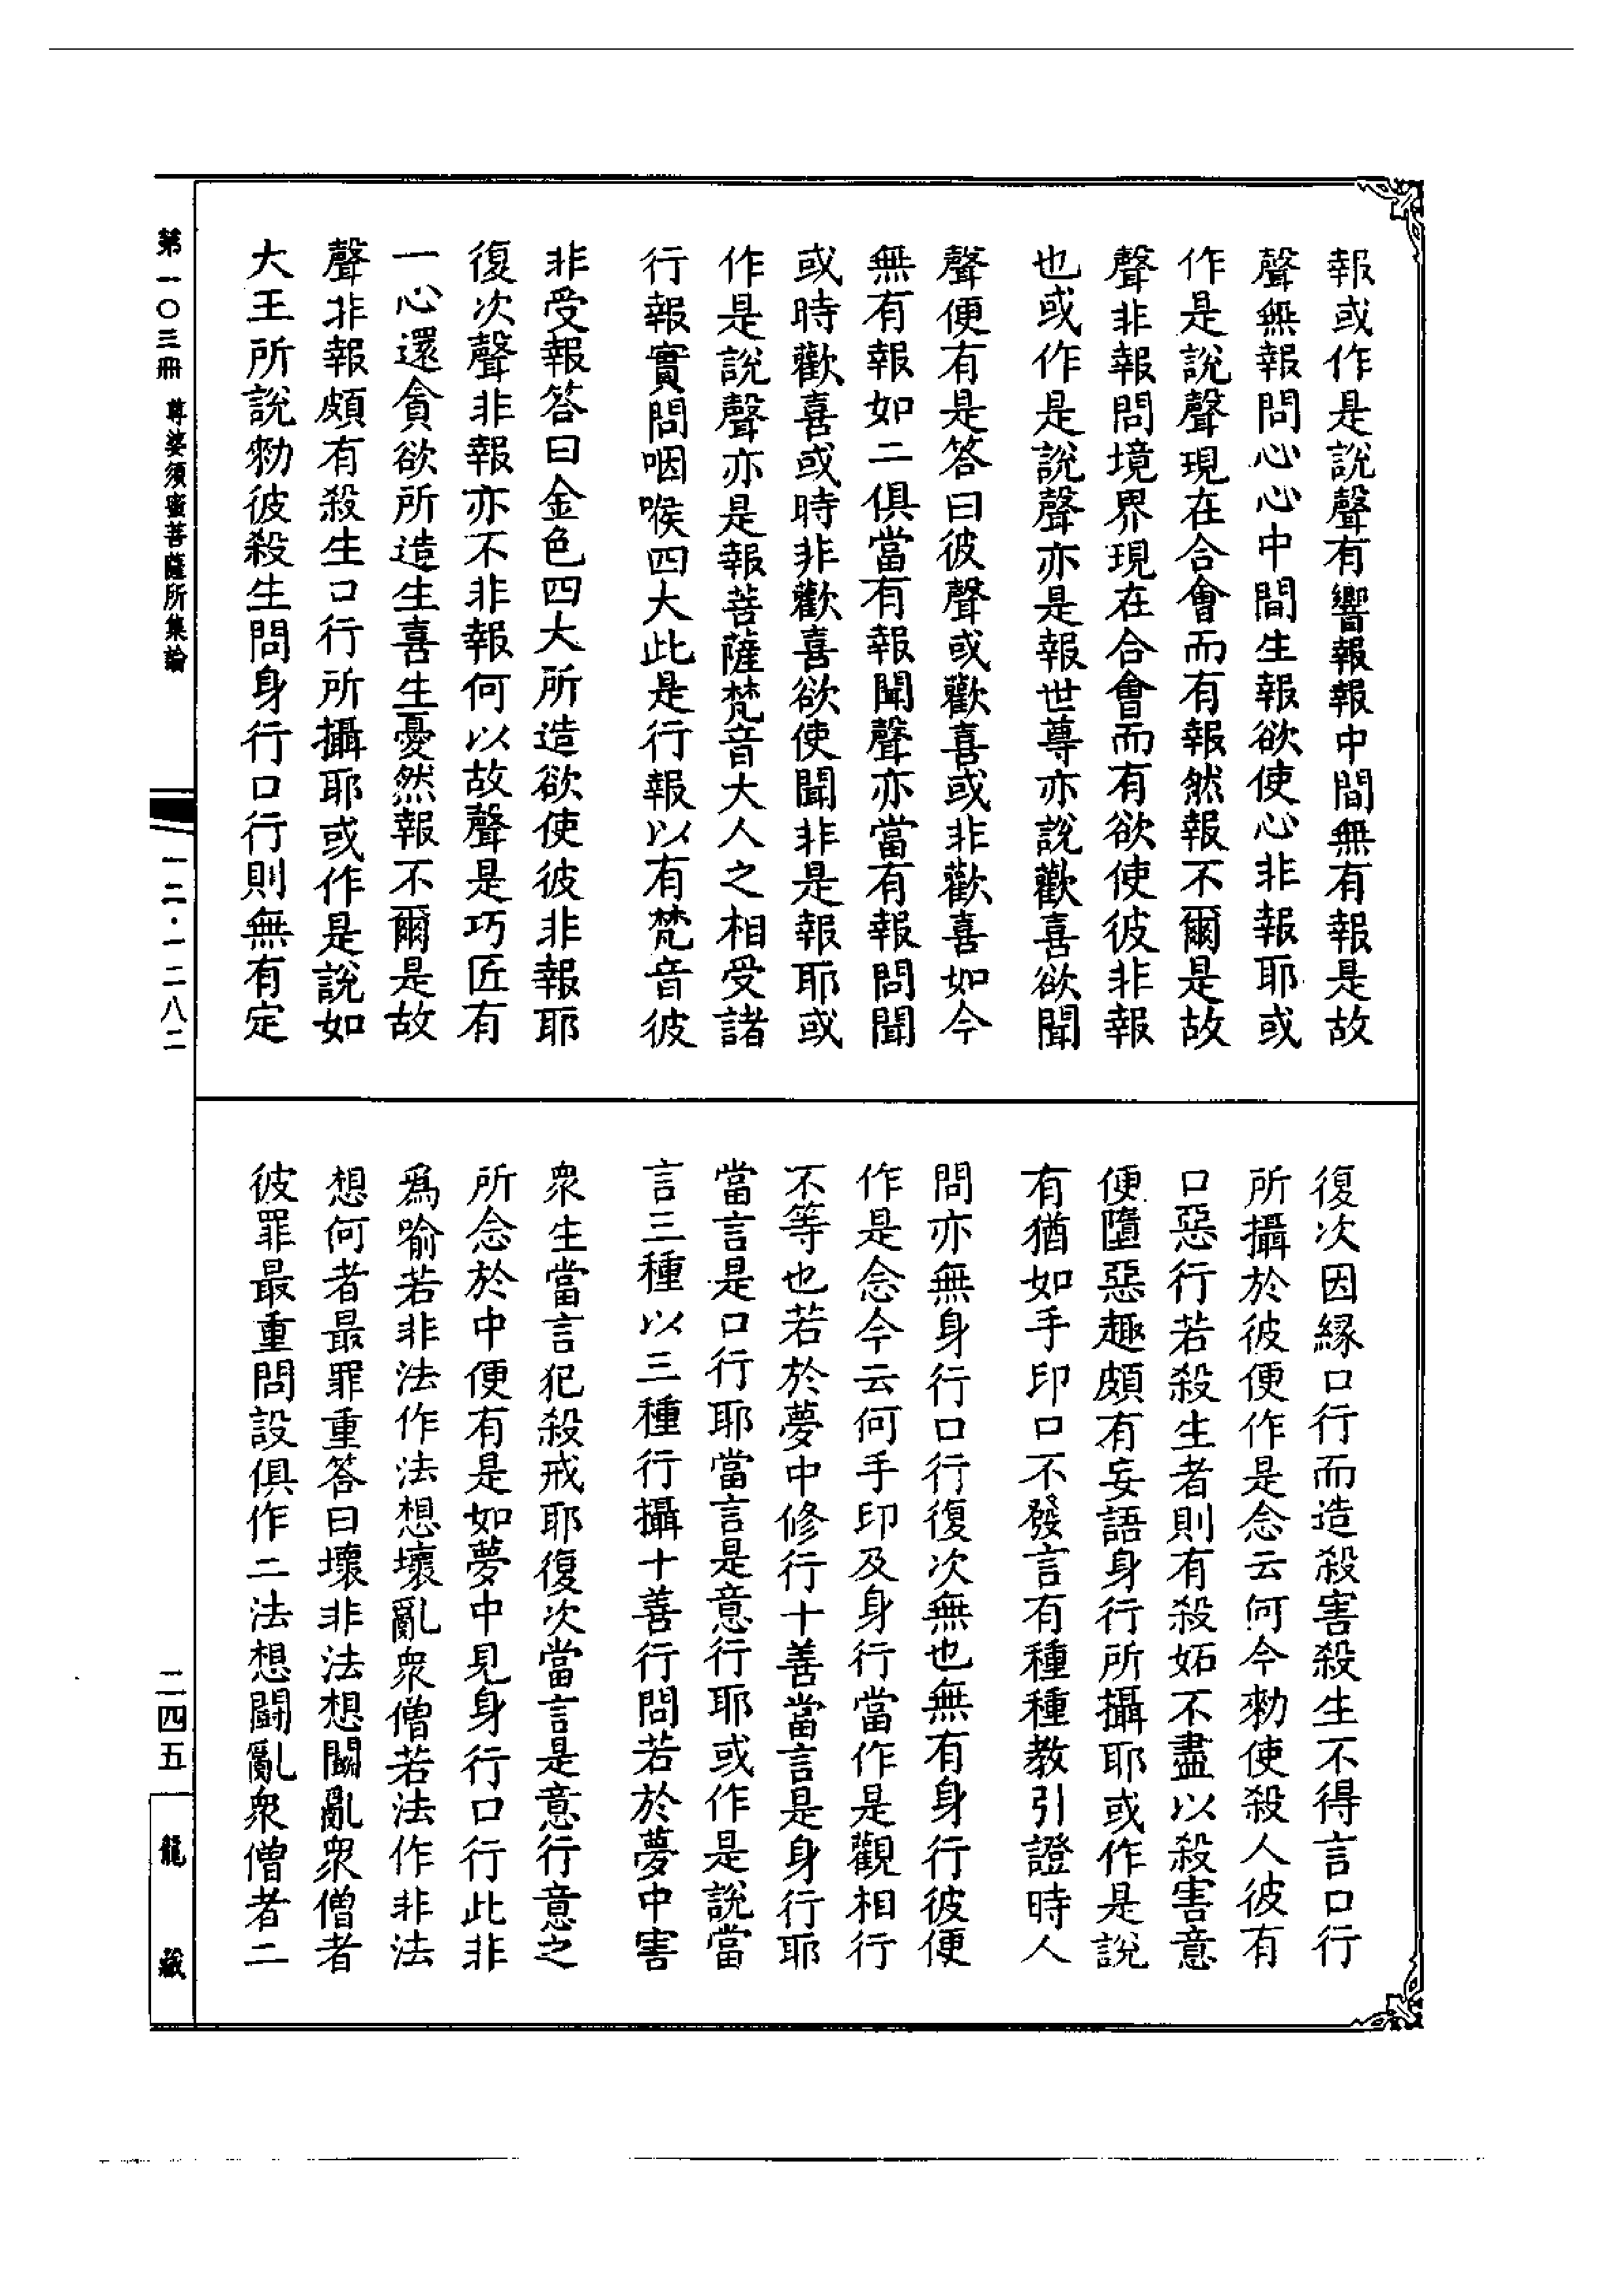 報或作是說聲有響報報中間無有報是故
聲無報問心心中間生報欲使心非報耶或
作是說聲現在合會而有報然報不爾是故
聲非報問境界現在合會而有欲使彼非報
也或作是說聲亦是報世尊亦說歡喜欲聞
聲便有是答曰彼聲或歡喜或非歡喜如今
無有報如二俱當有報聞聲亦當有報問聞
或時歡喜或時非歡喜欲使聞非是報耶或
作是說聲亦是報菩薩梵音大人之相受諸
行報實問咽喉四大此是行報以有梵音彼
非受報答曰金色四大所造欲使彼非報耶
復次聲非報亦不非報何以故聲是巧匠有
一心還貪欲所造生喜生憂然報不爾是故
聲非報頗有殺生口行所攝耶或作是說如
大王所說勑彼殺生問身行口行則無有定
復次因緣口行而造殺害殺生不得言口行
所攝於彼便作是念云何今勑使殺人彼有
口惡行若殺生者則有殺妬不盡以殺害意
便墮惡趣頗有妄語身行所攝耶或作是說
有猶如手印口不發言有種種教引證時人
問亦無身行口行復次無也無有身行彼便
作是念今云何手印及身行當作是觀相行
不等也若於夢中修行十善當言是身行耶
當言是口行耶當言是意行耶或作是說當
言三種以三種行攝十善行問若於夢中害
衆生當言犯殺戒耶復次當言是意行意之
所念於中便有是如夢中見身行口行此非
爲喻若非法作法想壞亂衆僧若法作非法
想何者最罪重答曰壞非法想鬬亂衆僧者
彼罪最重問設俱作二法想鬭亂衆僧者二
第一〇三冊 尊婆須蜜菩薩所集論
一二·一二八二
二四五
龍藏